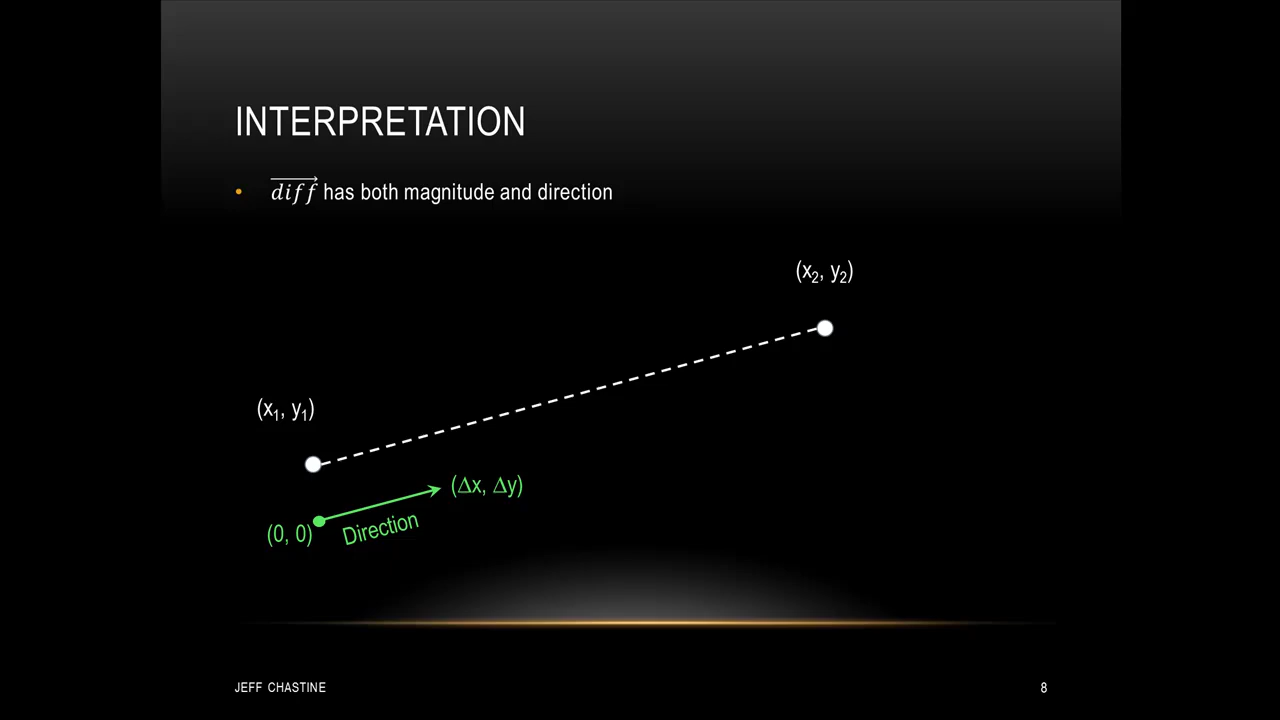 INTERPRETATION
• diff has both magnitude and direction
(x₂, y₂)
(x₁, y₁)
(Δx, Δy)
(0, 0)
Direction
JEFF CHASTINE
8